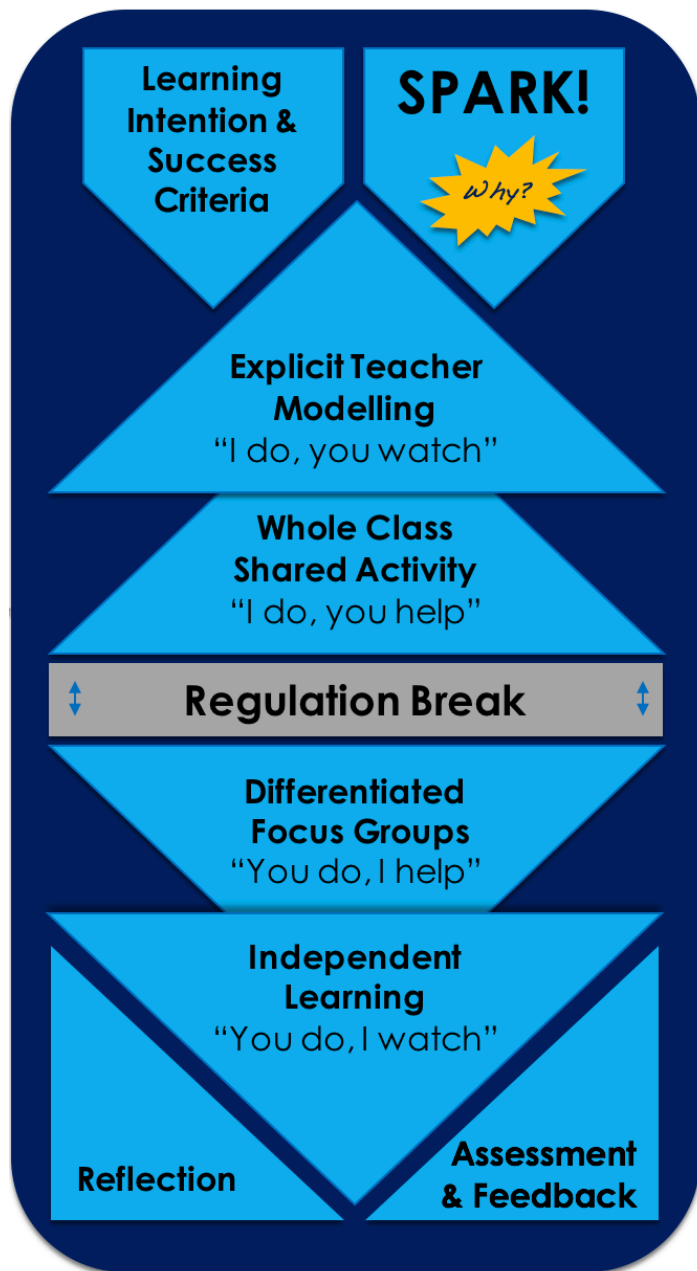 Learning
Intention &
Success
Criteria
SPARK!
Why?
Explicit Teacher
Modelling
“I do, you watch”
Whole Class
Shared Activity
“I do, you help”
Regulation Break
Differentiated
Focus Groups
“You do, I help”
Independent
Learning
“You do, I watch”
Reflection
Assessment
& Feedback